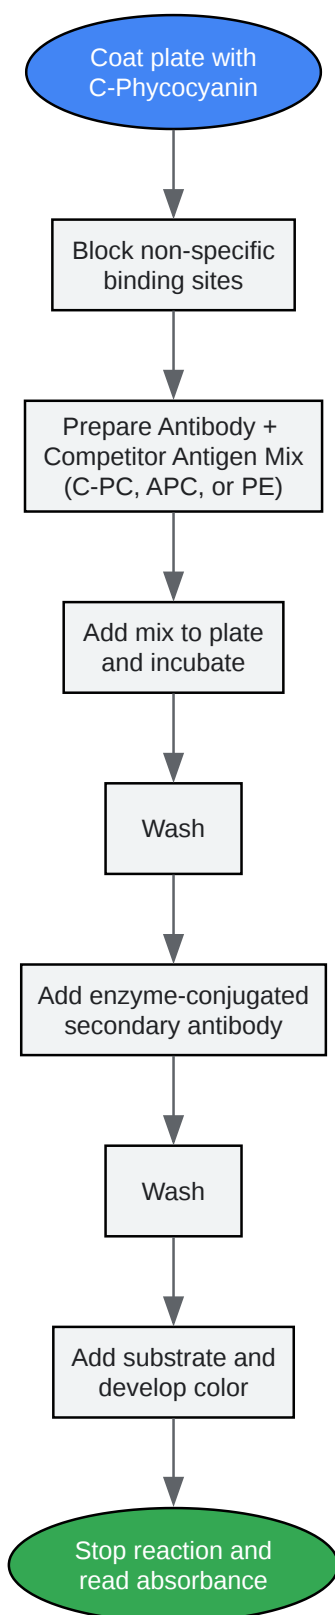 Coat plate with
C-Phycocyanin
Block non-specific
binding sites
Prepare Antibody +
Competitor Antigen Mix
(C-PC, APC, or PE)
Add mix to plate
and incubate
Wash
Add enzyme-conjugated
secondary antibody
Wash
Add substrate and
develop color
Stop reaction and
read absorbance